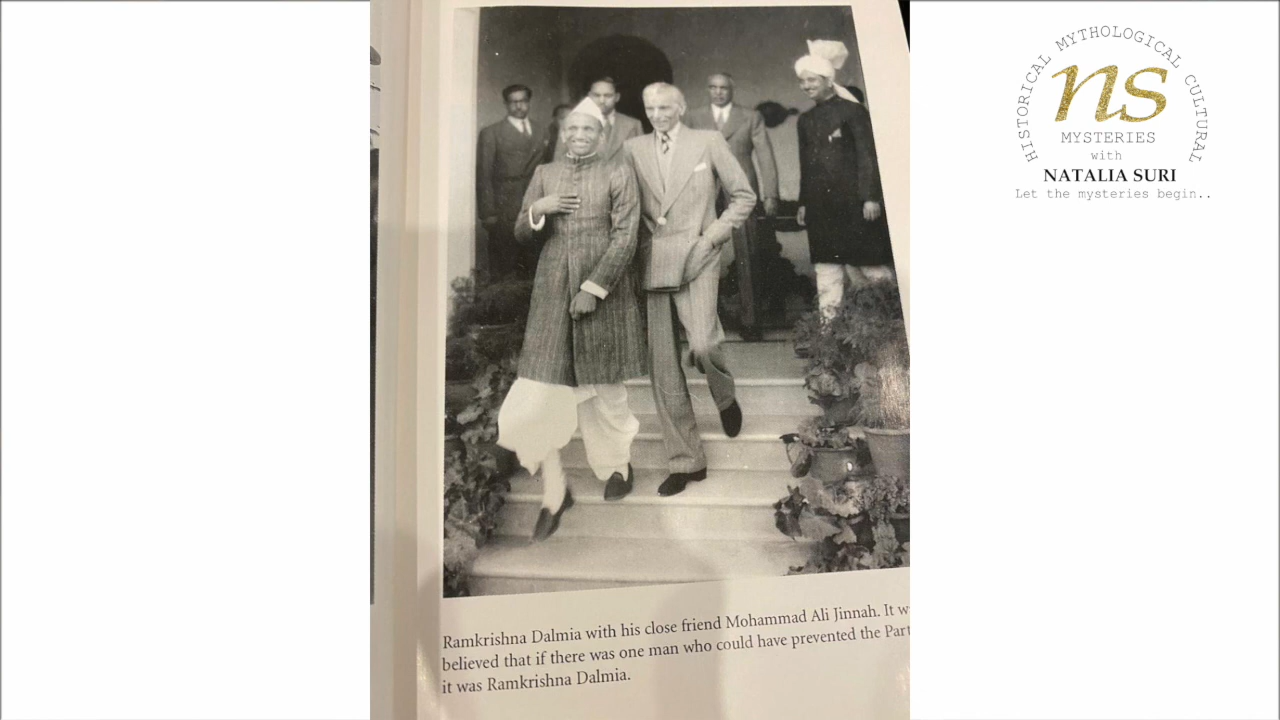 HISTORICAL MYTHOLOGICAL CULTURAL
ns
MYSTERIES
with
NATALIA SURI
Let the mysteries begin..
Ramkrishna Dalmia with his close friend Mohammad Ali Jinnah. It w
believed that if there was one man who could have prevented the Part
it was Ramkrishna Dalmia.